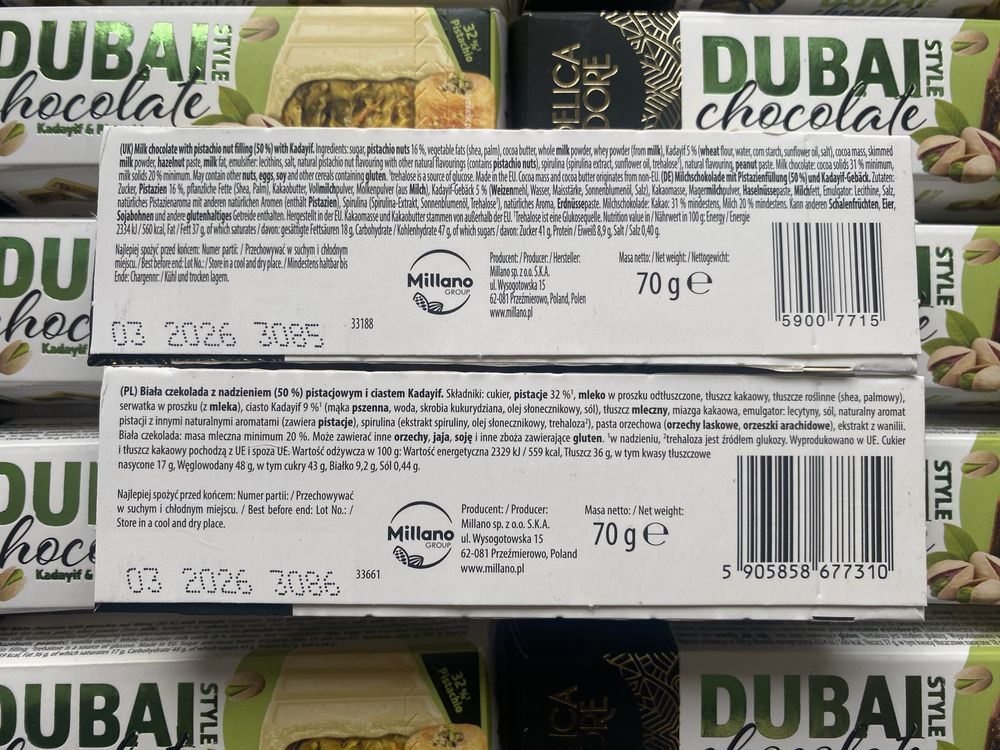 DUBAI STYLE
chocolate
Kadayif &
32% Pistachio
DELICA
DORE
DUBAI STYLE
chocolate
(UK) Milk chocolate with pistachio nut filling (50 %) with Kadayif. Ingredients: sugar, pistachio nuts 16 %, vegetable fats (shea, palm), cocoa butter, whole milk powder, whey powder (from milk), Kadayif 5 % (wheat flour, water, corn starch, sunflower oil, salt), cocoa mass, skimmed
milk powder, hazelnut paste, milk fat, emulsifier: lecithins, salt, natural pistachio nut flavouring with other natural flavourings (contains pistachio nuts), spirulina (spirulina extract, sunflower oil, trehalose¹), natural flavouring, peanut paste. Milk chocolate: cocoa solids 31 % minimum,
milk solids 20 % minimum. May contain other nuts, eggs, soy and other cereals containing gluten. ¹trehalose is a source of glucose. Made in the EU. Cocoa mass and cocoa butter originates from non-EU. (DE) Milchschokolade mit Pistazienfüllung (50 %) und Kadayif-Gebäck. Zutaten:
Zucker, Pistazien 16 %, pflanzliche Fette (Shea, Palm), Kakaobutter, Vollmilchpulver, Molkenpulver (aus Milch), Kadayif-Gebäck 5 % (Weizenmehl, Wasser, Maisstärke, Sonnenblumenöl, Salz), Kakaomasse, Magermilchpulver, Haselnüssepaste, Milchfett, Emulgator: Lecithine, Salz,
natürliches Pistazienaroma mit anderen natürlichen Aromen (enthält Pistazien), Spirulina (Spirulina-Extrakt, Sonnenblumenöl, Trehalose¹), natürliches Aroma, Erdnüssepaste. Milchschokolade: Kakao: 31 % mindestens, Milch 20 % mindestens. Kann anderen Schalenfrüchten, Eier,
Sojabohnen und andere glutenhaltiges Getreide enthalten. Hergestellt in der EU. Kakaomasse und Kakaobutter stammen von außerhalb der EU. ¹Trehalose ist eine Glukosequelle. Nutrition value in / Nährwert in 100 g: Energy / Energie
2334 kJ / 560 kcal, Fat / Fett 37 g, of which saturates / davon: gesättigte Fettsäuren 18 g, Carbohydrate / Kohlenhydrate 47 g, of which sugars / davon: Zucker 41 g, Protein / Eiweiß 8,9 g, Salt / Salz 0,40 g.
Najlepiej spożyć przed końcem: Numer partii: / Przechowywać w suchym i chłodnym
miejscu. / Best before end: Lot No.: / Store in a cool and dry place. / Mindestens haltbar bis
Ende: Chargennr.: / Kühl und trocken lagern.
03 2026 3085
33188
Millano
GROUP
Producent: / Producer: / Hersteller:
Millano sp. z o.o. S.K.A.
ul. Wysogotowska 15
62-081 Przeźmierowo, Poland, Polen
www.millano.pl
Masa netto: / Net weight: / Nettogewicht:
70 g ℮
5900 7715
(PL) Biała czekolada z nadzieniem (50 %) pistacjowym i ciastem Kadayif. Składniki: cukier, pistacje 32 %¹, mleko w proszku odtłuszczone, tłuszcz kakaowy, tłuszcze roślinne (shea, palmowy),
serwatka w proszku (z mleka), ciasto Kadayif 9 %¹ (mąka pszenna, woda, skrobia kukurydziana, olej słonecznikowy, sól), tłuszcz mleczny, miazga kakaowa, emulgator: lecytyny, sól, naturalny aromat
pistacji z innymi naturalnymi aromatami (zawiera pistacje), spirulina (ekstrakt spiruliny, olej słonecznikowy, trehaloza²), pasta orzechowa (orzechy laskowe, orzeszki arachidowe), ekstrakt z wanilii.
Biała czekolada: masa mleczna minimum 20 %. Może zawierać inne orzechy, jaja, soję i inne zboża zawierające gluten. ¹w nadzieniu, ²trehaloza jest źródłem glukozy. Wyprodukowano w UE. Cukier
i tłuszcz kakaowy pochodzą z UE i spoza UE. Wartość odżywcza w 100 g: Wartość energetyczna 2329 kJ / 559 kcal, Tłuszcz 36 g, w tym kwasy tłuszczowe
nasycone 17 g, Węglowodany 48 g, w tym cukry 43 g, Białko 9,2 g, Sól 0,44 g.
Najlepiej spożyć przed końcem: Numer partii: / Przechowywać
w suchym i chłodnym miejscu. / Best before end: Lot No.: /
Store in a cool and dry place.
03 2026 3086
33661
Millano
GROUP
Producent: / Producer:
Millano sp. z o.o. S.K.A.
ul. Wysogotowska 15
62-081 Przeźmierowo, Poland
www.millano.pl
Masa netto: / Net weight:
70 g ℮
5 905858 677310
STYLE
STYLE
Kadayif
Kadayif &
DUBAI STYLE
chocolate
32% Pistachio
DELICA
DORE
DUBAI STYLE
chocolate